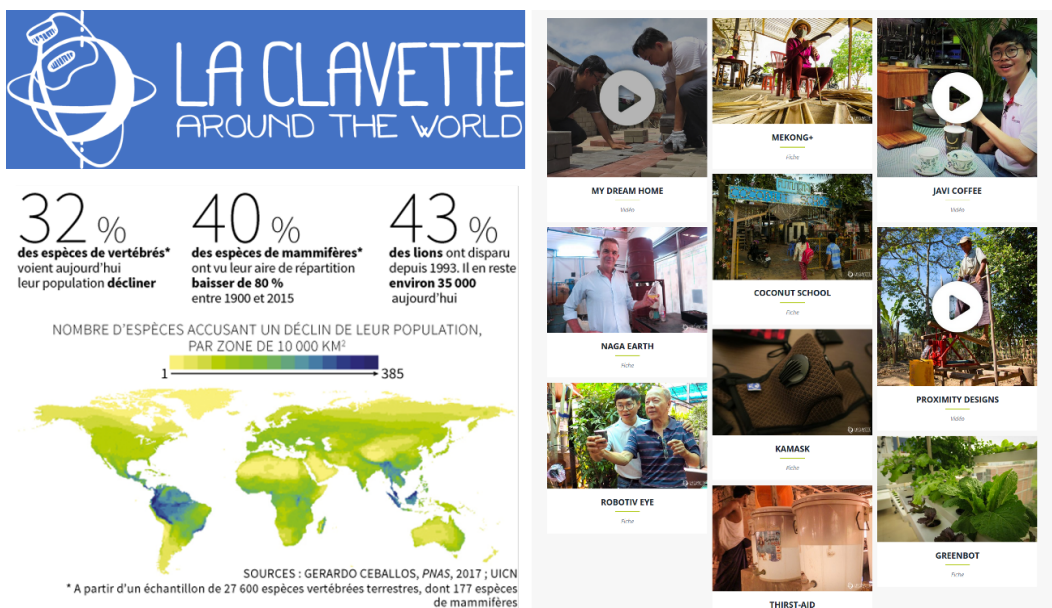 LA CLAVETTE
AROUND THE WORLD
32 %
des espèces de vertébrés*
voient aujourd'hui
leur population décliner
40 %
des espèces de mammifères*
ont vu leur aire de répartition
baisser de 80 %
entre 1900 et 2015
43 %
des lions ont disparu
depuis 1993. Il en reste
environ 35 000
aujourd'hui
NOMBRE D'ESPÈCES ACCUSANT UN DÉCLIN DE LEUR POPULATION,
PAR ZONE DE 10 000 KM²
1
385
SOURCES : GERARDO CEBALLOS, PNAS, 2017 ; UICN
* A partir d'un échantillon de 27 600 espèces vertébrées terrestres, dont 177 espèces
de mammifères
MY DREAM HOME
Vidéo
NAGA EARTH
Fiche
ROBOTIV EYE
Fiche
MEKONG+
Fiche
COCONUT SCHOOL
Fiche
KAMASK
Fiche
THIRST-AID
JAVI COFFEE
Vidéo
PROXIMITY DESIGNS
Vidéo
GREENBOT
Fiche